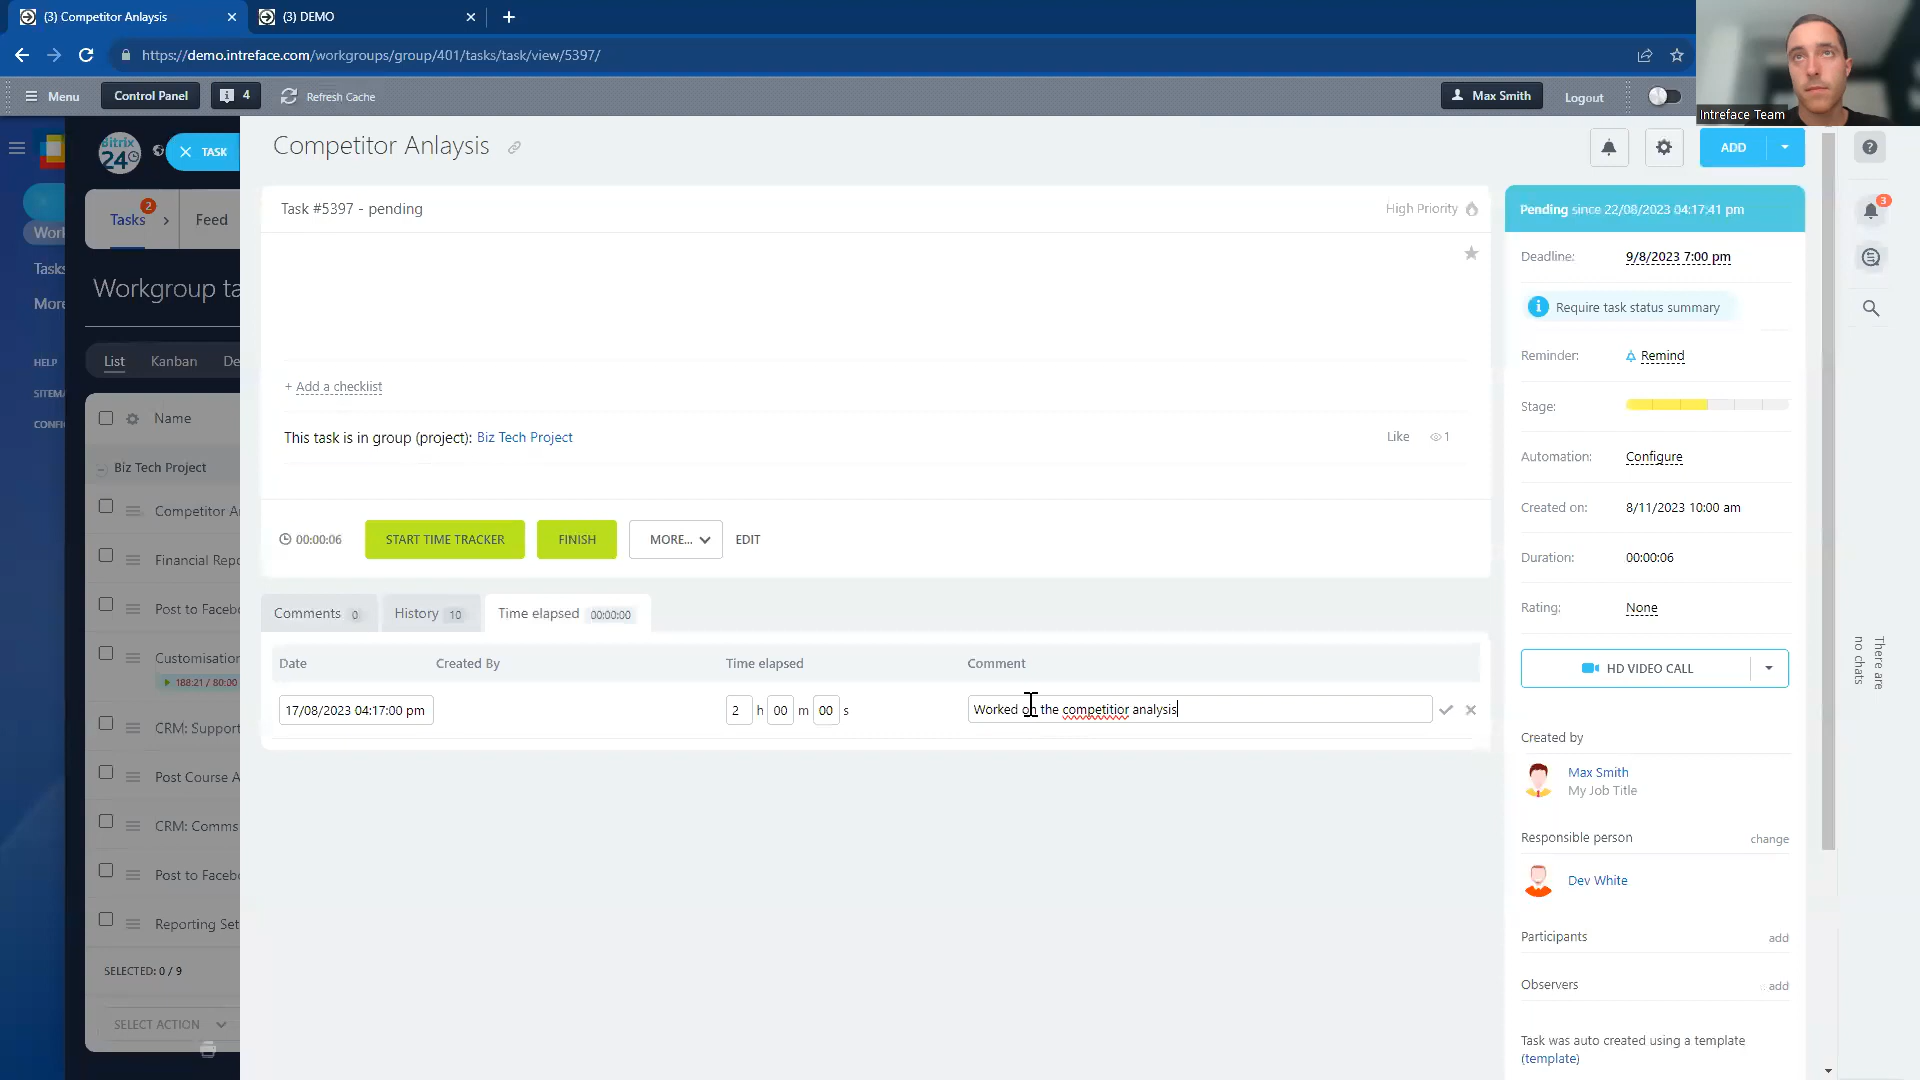 (3) Competitor Anlaysis
(3) DEMO
https://demo.intreface.com/workgroups/group/401/tasks/task/view/5397/
Menu
Control Panel
4
Refresh Cache
Max Smith
Logout
Intreface Team
Bitrix
24
TASK
Competitor Anlaysis
ADD
Tasks
2
Feed
Work
Tasks
More
Workgroup ta
HELP
SITEMA
CONFI
List
Kanban
De
Name
Biz Tech Project
Competitor A
Financial Repo
Post to Facebo
Customisation
188:21 / 80:00
CRM: Support
Post Course A
CRM: Comms
Post to Facebo
Reporting Set
SELECTED: 0 / 9
SELECT ACTION
Task #5397 - pending
High Priority
+ Add a checklist
This task is in group (project): Biz Tech Project
Like
1
00:00:06
START TIME TRACKER
FINISH
MORE...
EDIT
Comments 0
History 10
Time elapsed 00:00:00
Date
Created By
Time elapsed
Comment
17/08/2023 04:17:00 pm
2 h 00 m 00 s
Worked on the competitior analysis
Pending since 22/08/2023 04:17:41 pm
Deadline: 9/8/2023 7:00 pm
Require task status summary
Reminder: Remind
Stage:
Automation: Configure
Created on: 8/11/2023 10:00 am
Duration: 00:00:06
Rating: None
HD VIDEO CALL
Created by
Max Smith
My Job Title
Responsible person
change
Dev White
Participants
add
Observers
add
Task was auto created using a template
(template)
3
There are
no chats